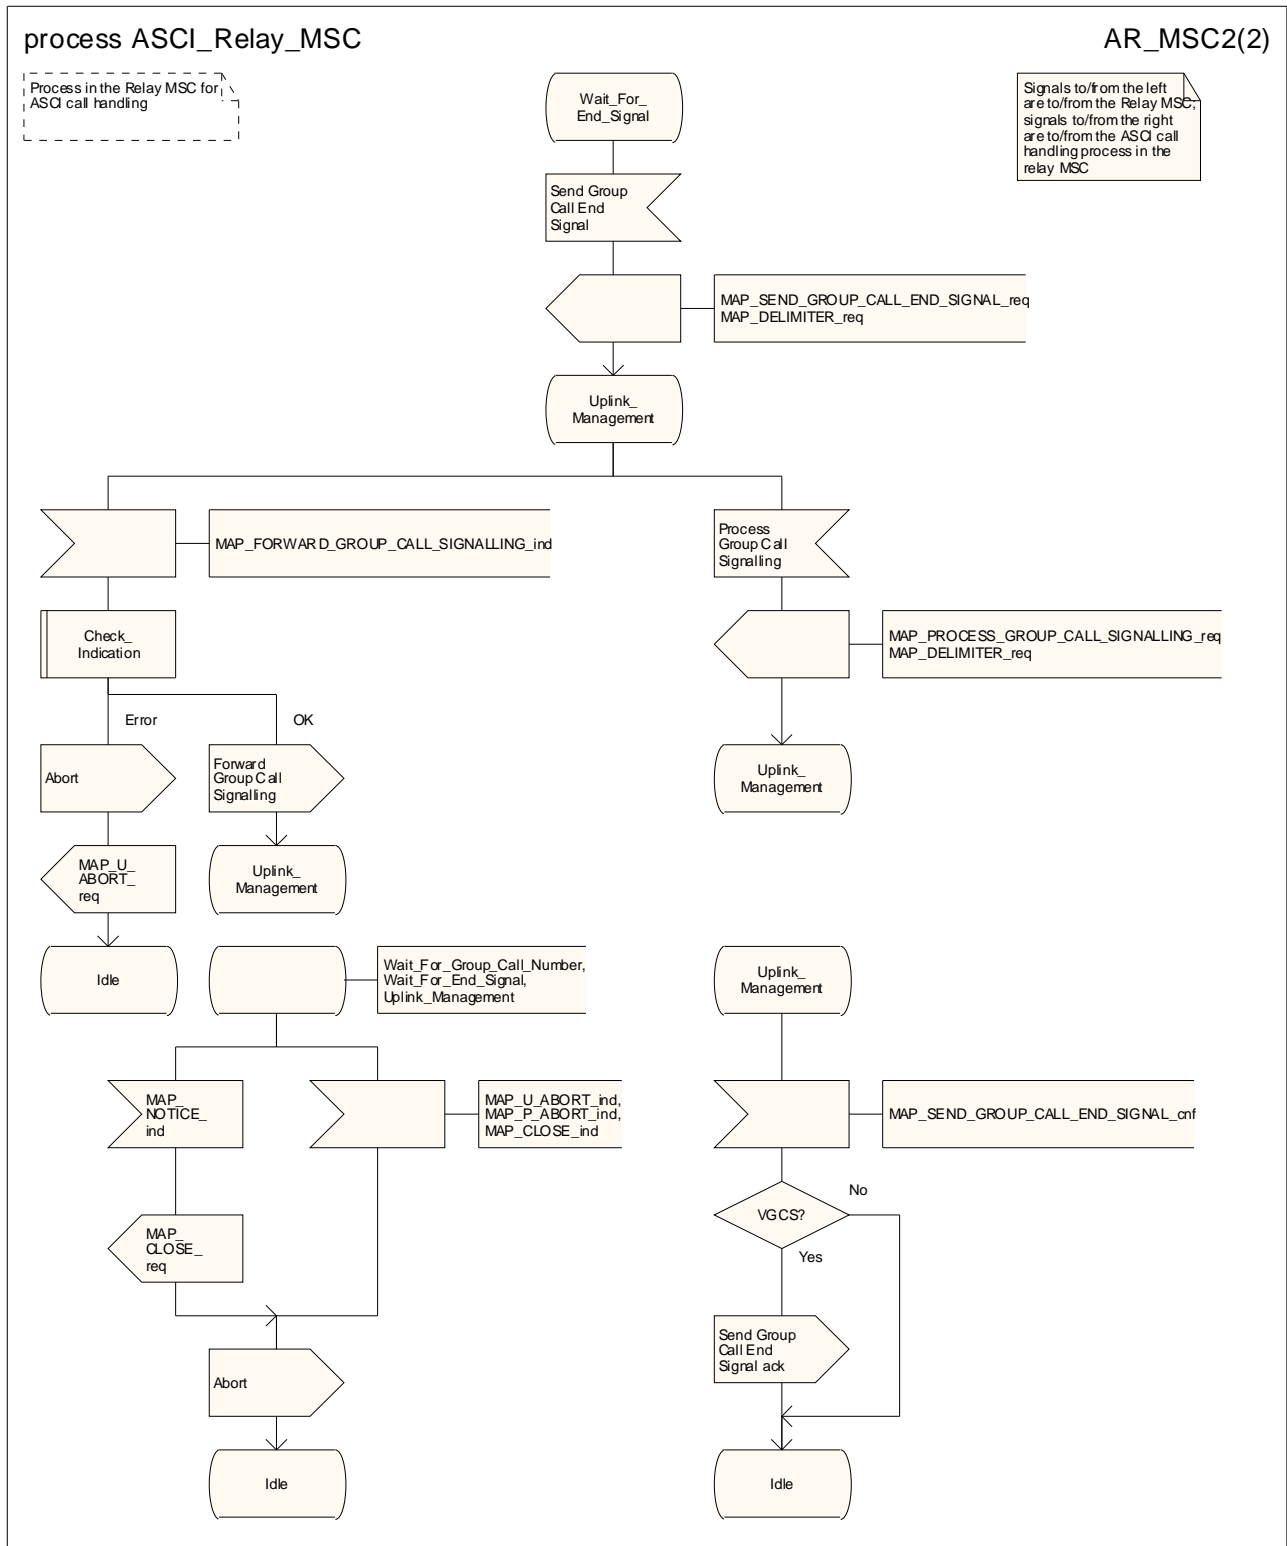 process ASCI_Relay_MSC
AR_MSC2(2)
Process in the Relay MSC for
ASCI call handling
Signals to/from the left
are to/from the Relay MSC;
signals to/from the right
are to/from the ASCI call
handling process in the
relay MSC
Wait_For_
End_Signal
Send Group
Call End
Signal
MAP_SEND_GROUP_CALL_END_SIGNAL_req
MAP_DELIMITER_req
Uplink_
Management
MAP_FORWARD_GROUP_CALL_SIGNALLING_ind
Process
Group Call
Signalling
Check_
Indication
MAP_PROCESS_GROUP_CALL_SIGNALLING_req
MAP_DELIMITER_req
Error
OK
Abort
Forward
Group Call
Signalling
Uplink_
Management
MAP_U_
ABORT_
req
Uplink_
Management
Idle
Wait_For_Group_Call_Number,
Wait_For_End_Signal,
Uplink_Management
Uplink_
Management
MAP_
NOTICE_
ind
MAP_U_ABORT_ind,
MAP_P_ABORT_ind,
MAP_CLOSE_ind
MAP_SEND_GROUP_CALL_END_SIGNAL_cnf
No
VGCS?
Yes
MAP_
CLOSE_
req
Send Group
Call End
Signal ack
Abort
Idle
Idle